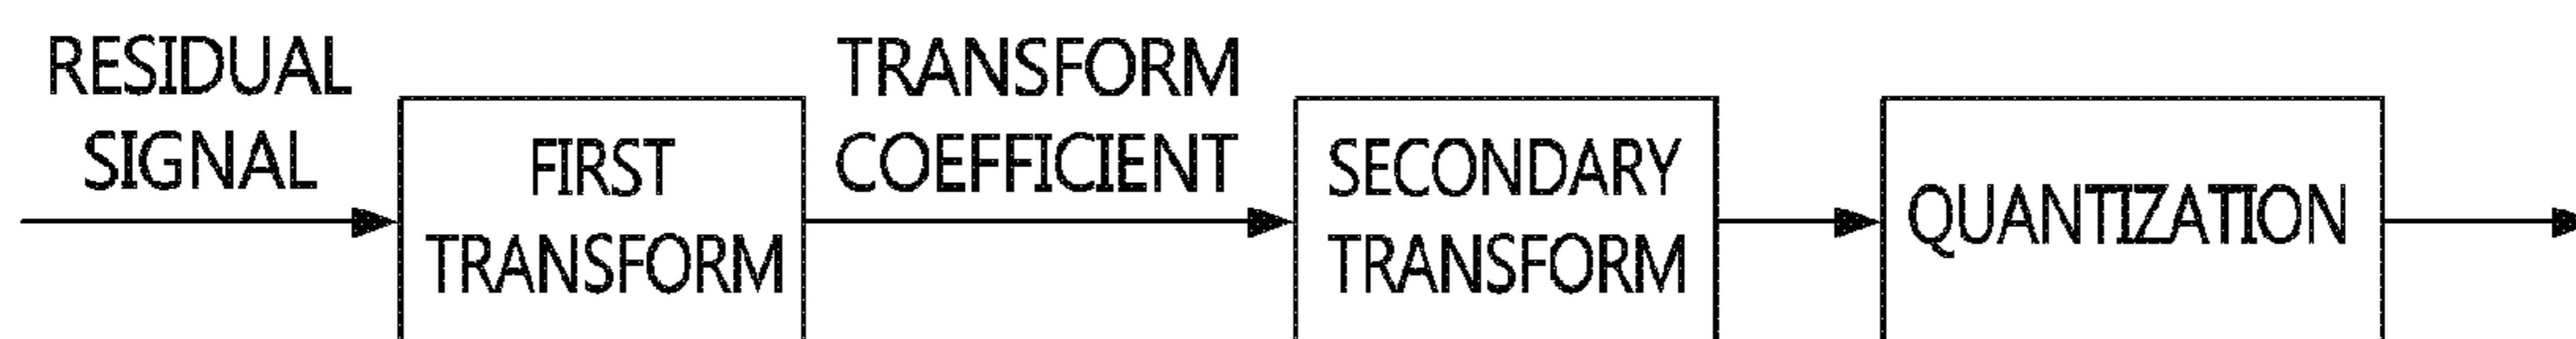 RESIDUAL
SIGNAL
FIRST
TRANSFORM
TRANSFORM
COEFFICIENT
SECONDARY
TRANSFORM
QUANTIZATION